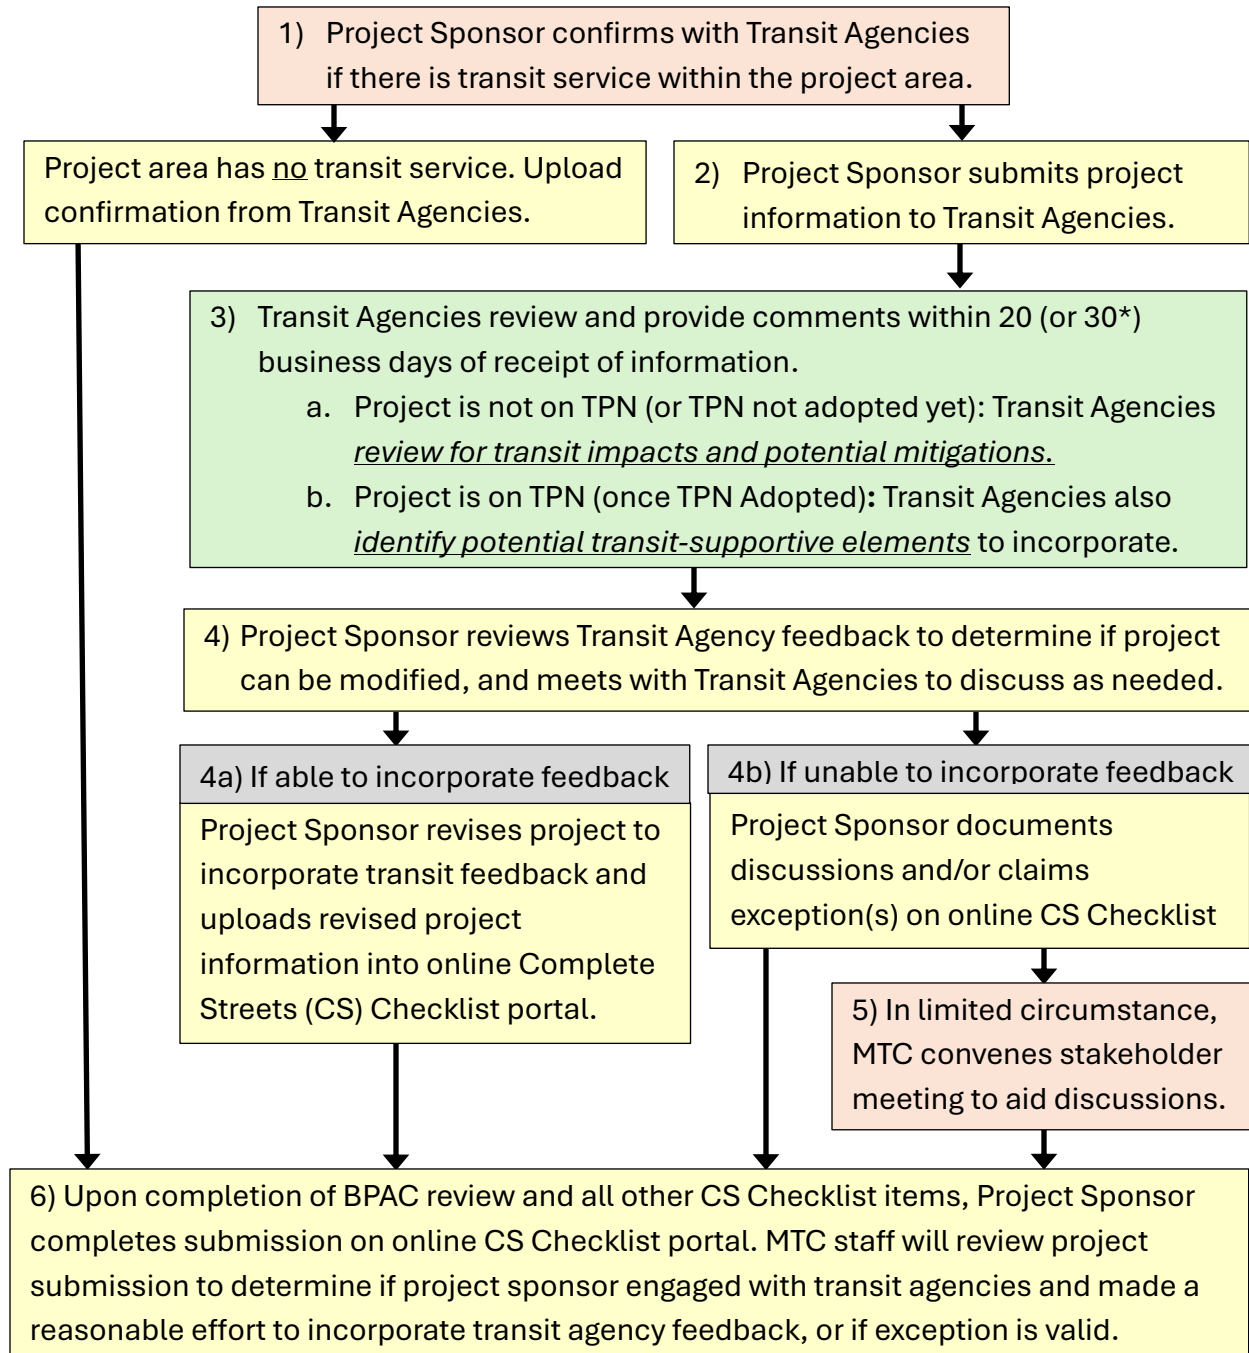 1) Project Sponsor confirms with Transit Agencies
if there is transit service within the project area.
Project area has no transit service. Upload
confirmation from Transit Agencies.
2) Project Sponsor submits project
information to Transit Agencies.
3) Transit Agencies review and provide comments within 20 (or 30*)
business days of receipt of information.
a. Project is not on TPN (or TPN not adopted yet): Transit Agencies
review for transit impacts and potential mitigations.
b. Project is on TPN (once TPN Adopted): Transit Agencies also
identify potential transit-supportive elements to incorporate.
4) Project Sponsor reviews Transit Agency feedback to determine if project
can be modified, and meets with Transit Agencies to discuss as needed.
4a) If able to incorporate feedback
Project Sponsor revises project to
incorporate transit feedback and
uploads revised project
information into online Complete
Streets (CS) Checklist portal.
4b) If unable to incorporate feedback
Project Sponsor documents
discussions and/or claims
exception(s) on online CS Checklist
5) In limited circumstance,
MTC convenes stakeholder
meeting to aid discussions.
6) Upon completion of BPAC review and all other CS Checklist items, Project Sponsor
completes submission on online CS Checklist portal. MTC staff will review project
submission to determine if project sponsor engaged with transit agencies and made a
reasonable effort to incorporate transit agency feedback, or if exception is valid.